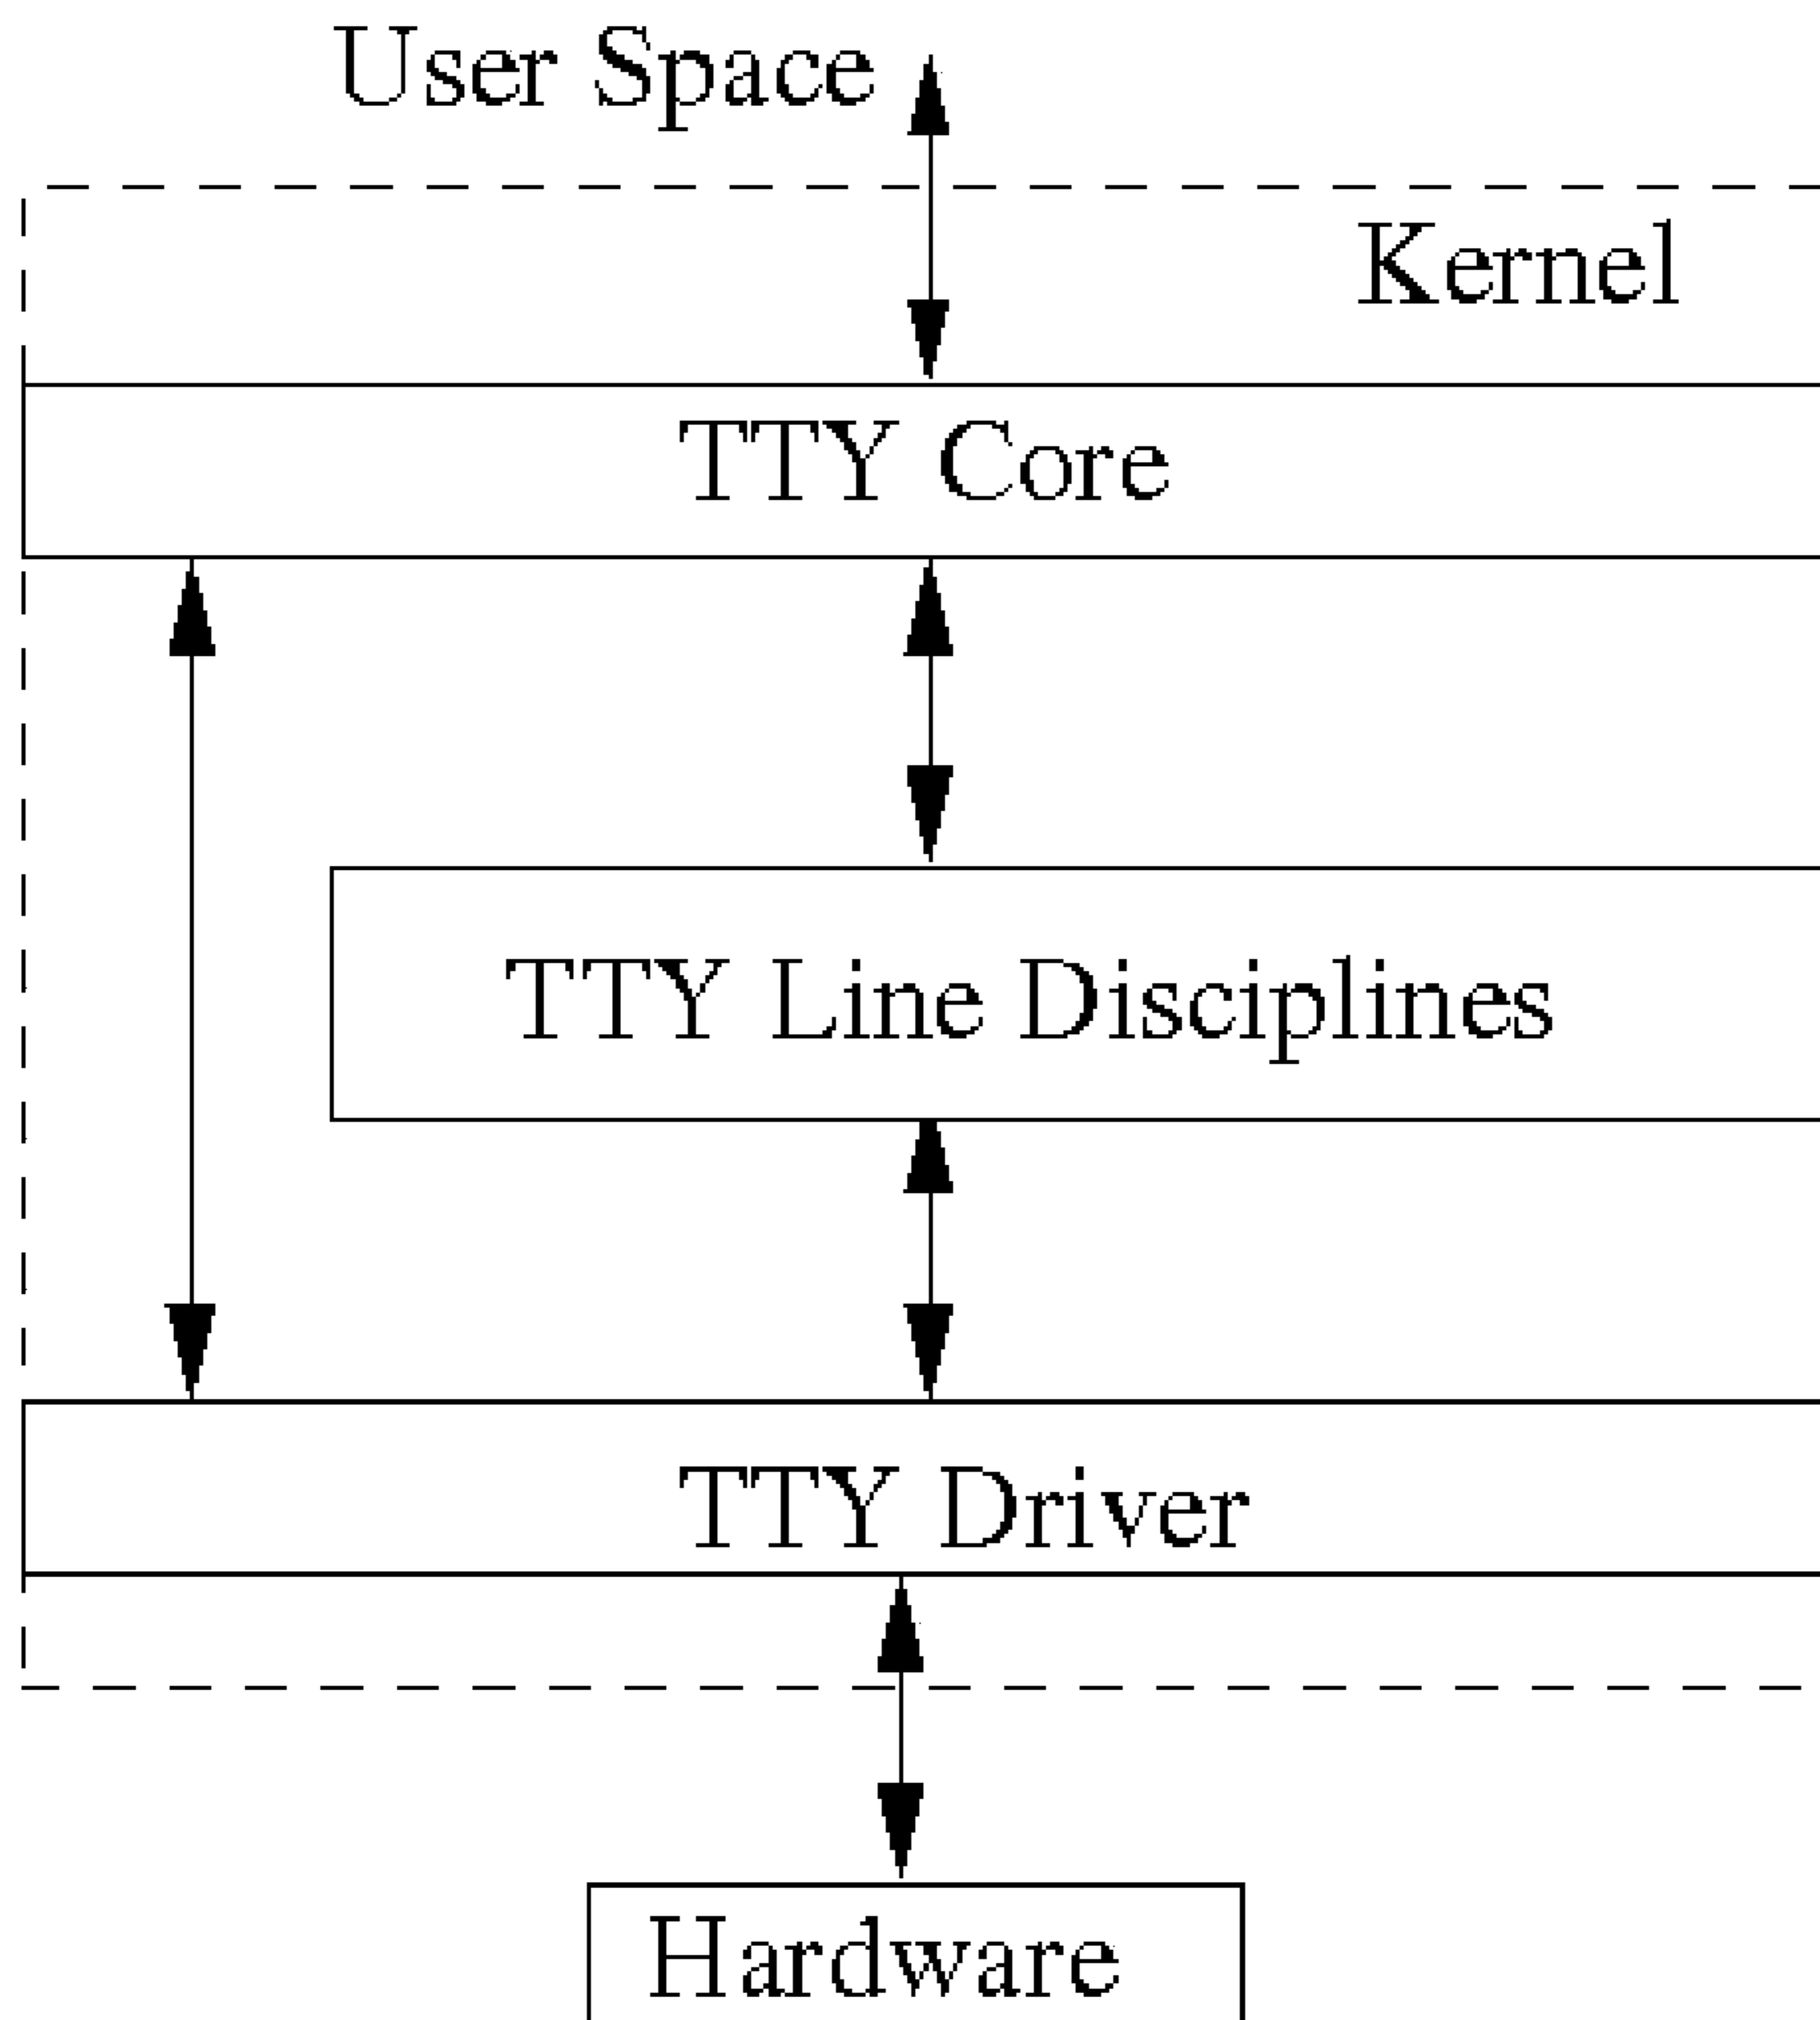 User Space
Kernel
TTY Core
TTY Line Disciplines
TTY Driver
Hardware